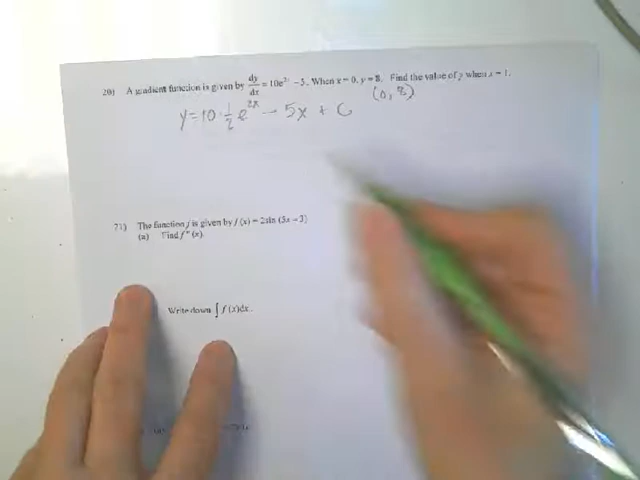 20) A gradient function is given by dy/dx = 10e²ˣ − 5. When x = 0, y = 8. Find the value of y when x = 1.
(0, 8)
y = 10 · 1/2 e^2x − 5x + C
21) The function f is given by f (x) = 2sin (5x − 3)
(a) Find f " (x).
Write down ∫ f (x)dx.